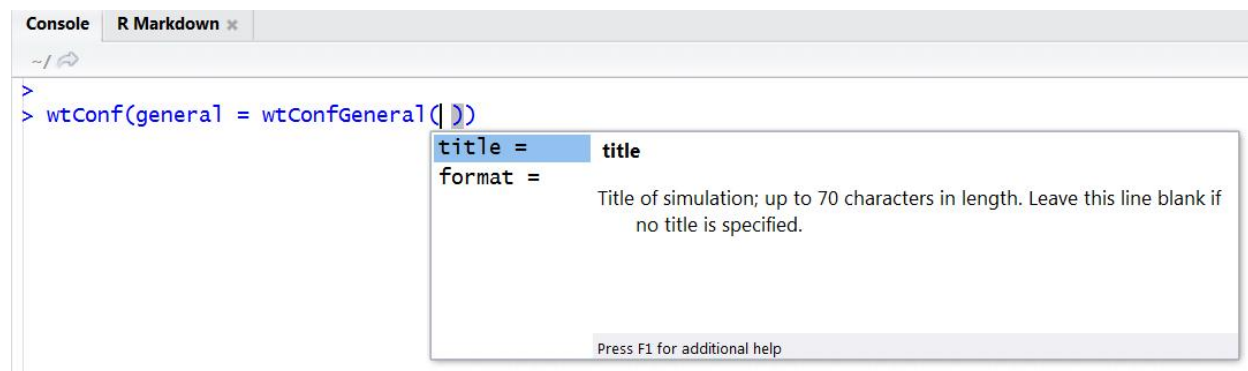 Console R Markdown ×
~/
>
> wtConf(general = wtConfGeneral( ))
title =
format =
title
Title of simulation; up to 70 characters in length. Leave this line blank if
no title is specified.
Press F1 for additional help